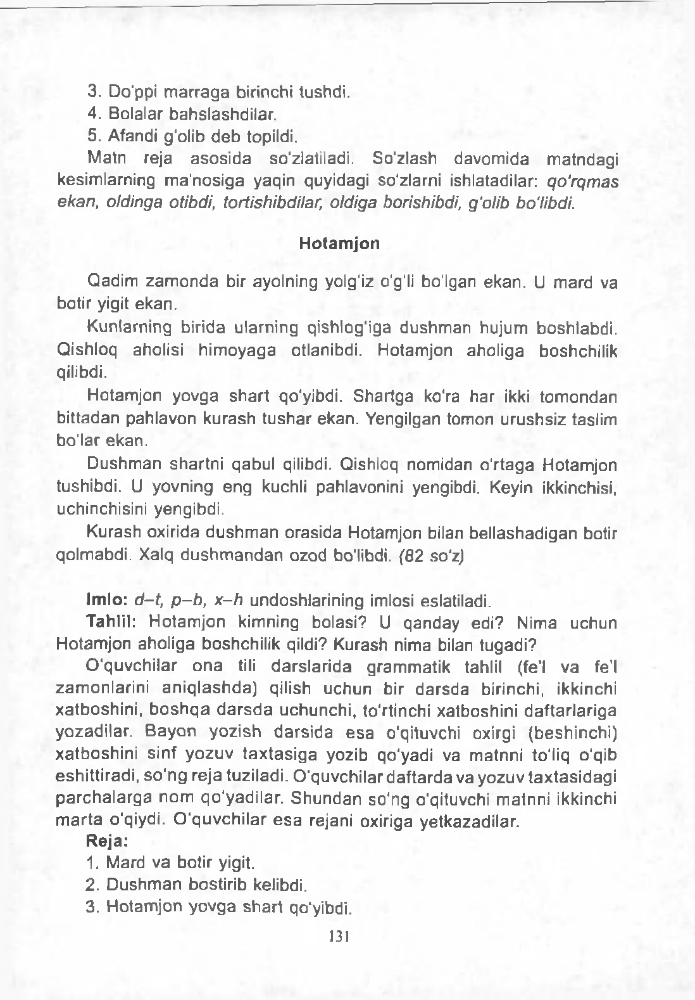 3. Do'ppi marraga birinchi tushdi.
4. Bolalar bahslashdilar.
5. Afandi g'olib deb topildi.
Matn reja asosida so'zlatiladi. So'zlash davomida matndagi
kesimlarning ma'nosiga yaqin quyidagi so'zlarni ishlatadilar: qo'rqmas
ekan, oldinga otibdi, tortishibdilar, oldiga borishibdi, g'olib bo'libdi.
Hotamjon
Qadim zamonda bir ayolning yolg'iz o'g'li bo'lgan ekan. U mard va
botir yigit ekan.
Kunlarning birida ularning qishlog'iga dushman hujum boshlabdi.
Qishloq aholisi himoyaga otlanibdi. Hotamjon aholiga boshchilik
qilibdi.
Hotamjon yovga shart qo'yibdi. Shartga ko'ra har ikki tomondan
bittadan pahlavon kurash tushar ekan. Yengilgan tomon urushsiz taslim
bo'lar ekan.
Dushman shartni qabul qilibdi. Qishloq nomidan o'rtaga Hotamjon
tushibdi. U yovning eng kuchli pahlavonini yengibdi. Keyin ikkinchisi,
uchinchisini yengibdi.
Kurash oxirida dushman orasida Hotamjon bilan bellashadigan botir
qolmabdi. Xalq dushmandan ozod bo'libdi. (82 so'z)
Imlo: d–t, p–b, x–h undoshlarining imlosi eslatiladi.
Tahlil: Hotamjon kimning bolasi? U qanday edi? Nima uchun
Hotamjon aholiga boshchilik qildi? Kurash nima bilan tugadi?
O'quvchilar ona tili darslarida grammatik tahlil (fe'l va fe'l
zamonlarini aniqlashda) qilish uchun bir darsda birinchi, ikkinchi
xatboshini, boshqa darsda uchunchi, to'rtinchi xatboshini daftarlariga
yozadilar. Bayon yozish darsida esa o'qituvchi oxirgi (beshinchi)
xatboshini sinf yozuv taxtasiga yozib qo'yadi va matnni to'liq o'qib
eshittiradi, so'ng reja tuziladi. O'quvchilar daftarda va yozuv taxtasidagi
parchalarga nom qo'yadilar. Shundan so'ng o'qituvchi matnni ikkinchi
marta o'qiydi. O'quvchilar esa rejani oxiriga yetkazadilar.
Reja:
1. Mard va botir yigit.
2. Dushman bostirib kelibdi.
3. Hotamjon yovga shart qo'yibdi.
131